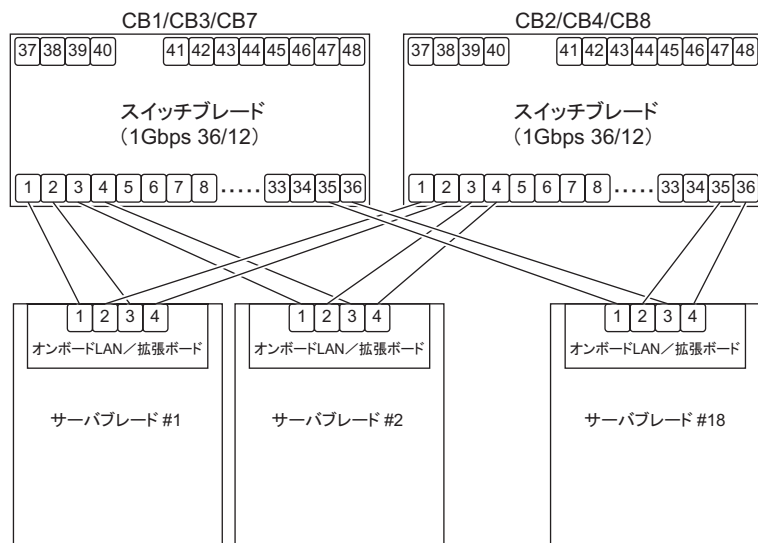 CB1/CB3/CB7 CB2/CB4/CB8
37 38 39 40 41 42 43 44 45 46 47 48 37 38 39 40 41 42 43 44 45 46 47 48
スイッチブレード スイッチブレード
（1Gbps 36/12） （1Gbps 36/12）
1 2 3 4 5 6 7 8 ..... 33 34 35 36 1 2 3 4 5 6 7 8 ..... 33 34 35 36
1 2 3 4 1 2 3 4 1 2 3 4
オンボードLAN／拡張ボード オンボードLAN／拡張ボード オンボードLAN／拡張ボード
サーバブレード #1 サーバブレード #2 サーバブレード #18